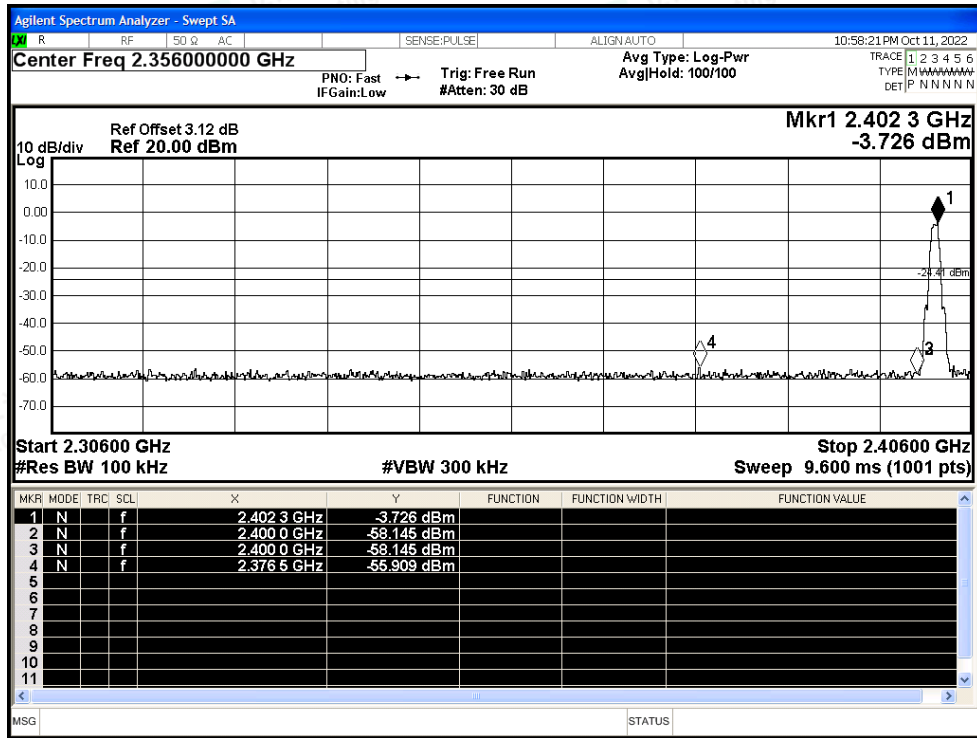 Agilent Spectrum Analyzer - Swept SA
LXI R RF 50 Ω AC SENSE:PULSE ALIGN AUTO 10:58:21 PM Oct 11, 2022
Center Freq 2.356000000 GHz
PNO: Fast Trig: Free Run
IFGain:Low #Atten: 30 dB
Avg Type: Log-Pwr
Avg|Hold: 100/100
TRACE 1 2 3 4 5 6
TYPE M
DET P N N N N N
Ref Offset 3.12 dB
10 dB/div Ref 20.00 dBm
Log
Mkr1 2.402 3 GHz
-3.726 dBm
10.0
0.00
-10.0
-20.0
-30.0
-40.0
-50.0
-60.0
-70.0
1
-24.41 dBm
4
3
Start 2.30600 GHz Stop 2.40600 GHz
#Res BW 100 kHz #VBW 300 kHz Sweep 9.600 ms (1001 pts)
MKR MODE TRC SCL X Y FUNCTION FUNCTION WIDTH FUNCTION VALUE
1 N f 2.402 3 GHz -3.726 dBm
2 N f 2.400 0 GHz -58.145 dBm
3 N f 2.400 0 GHz -58.145 dBm
4 N f 2.376 5 GHz -55.909 dBm
5
6
7
8
9
10
11
MSG STATUS